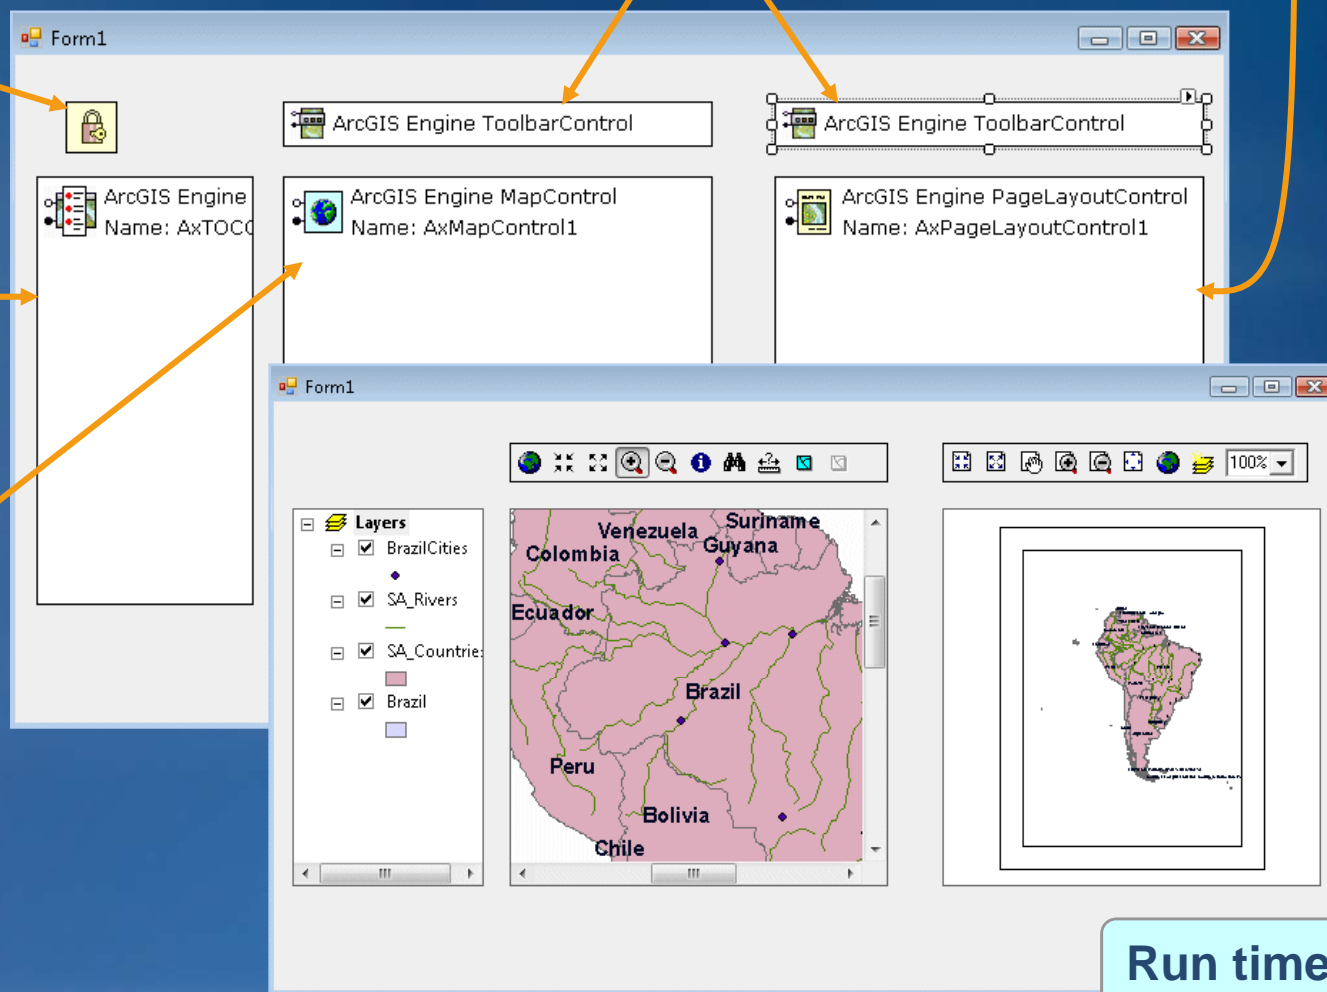 Form1
ArcGIS Engine ToolbarControl
ArcGIS Engine ToolbarControl
ArcGIS Engine
Name: AxTOCC
ArcGIS Engine MapControl
Name: AxMapControl1
ArcGIS Engine PageLayoutControl
Name: AxPageLayoutControl1
Form1
100%
Layers
BrazilCities
SA_Rivers
SA_Countries
Brazil
Venezuela
Suriname
Guyana
Colombia
Ecuador
Brazil
Peru
Bolivia
Chile
Run time